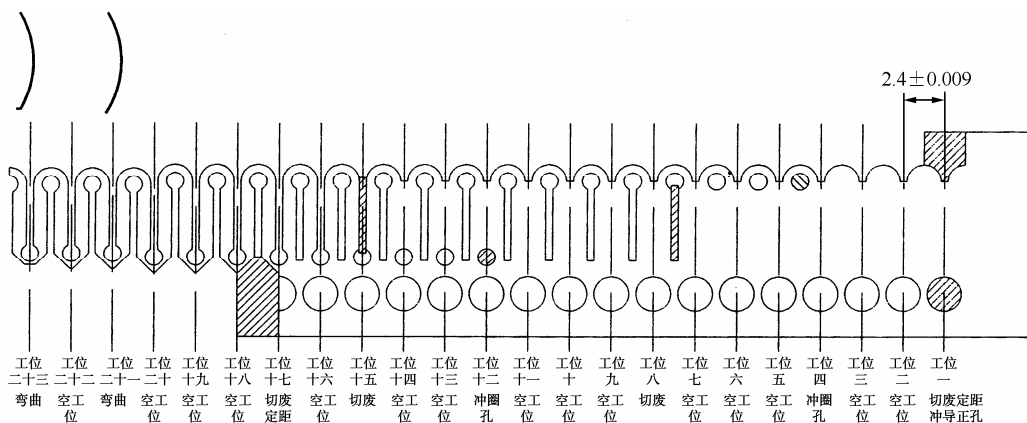 2.4±0.009
工位二十三弯曲
工位二十二空工位
工位二十一弯曲
工位二十空工位
工位十九空工位
工位十八空工位
工位十七切废定距
工位十六空工位
工位十五切废
工位十四空工位
工位十三空工位
工位十二冲圈孔
工位十一空工位
工位十空工位
工位九空工位
工位八切废
工位七空工位
工位六空工位
工位五空工位
工位四冲圈孔
工位三空工位
工位二空工位
工位一切废定距冲导正孔